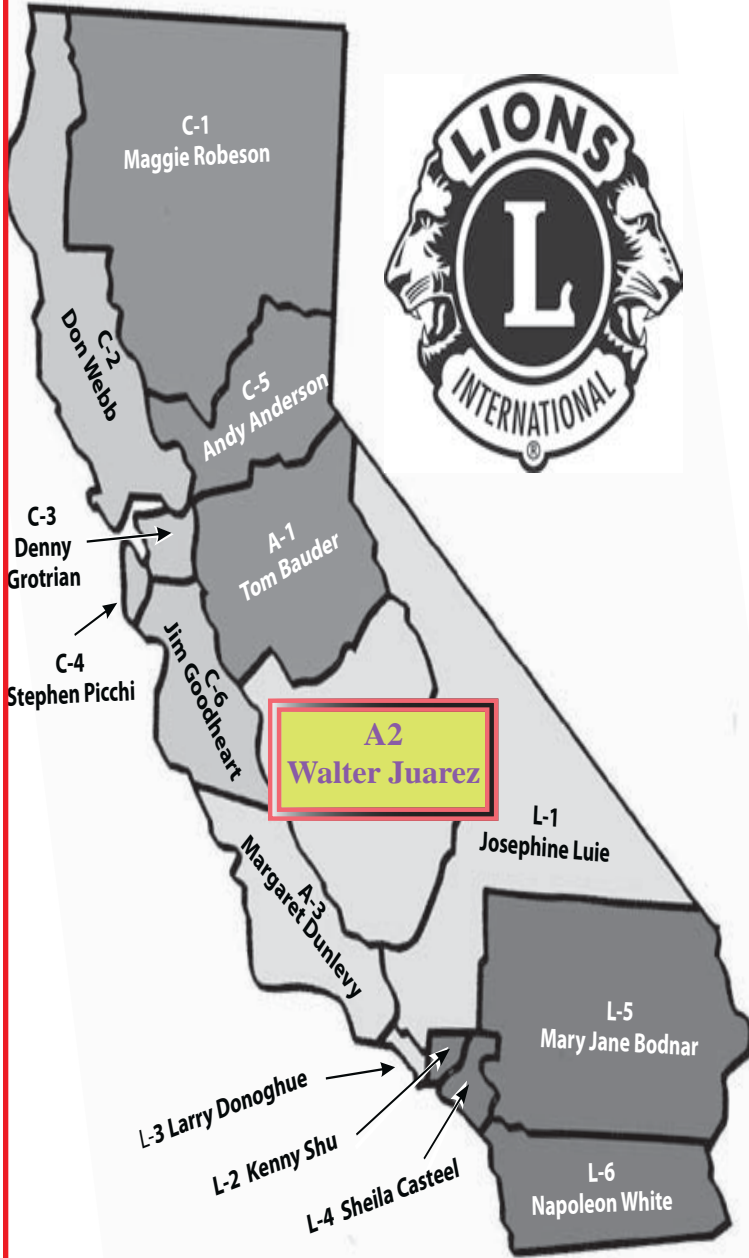 C-1
Maggie Robeson
LIONS
L
INTERNATIONAL
®
C-2
Don Webb
C-5
Andy Anderson
C-3
Denny
Grotrian
A-1
Tom Bauder
C-4
Stephen Picchi
C-6
Jim Goodheart
A2
Walter Juarez
L-1
Josephine Luie
A-3
Margaret Dunlevy
L-5
Mary Jane Bodnar
L-3 Larry Donoghue
L-2 Kenny Shu
L-4 Sheila Casteel
L-6
Napoleon White